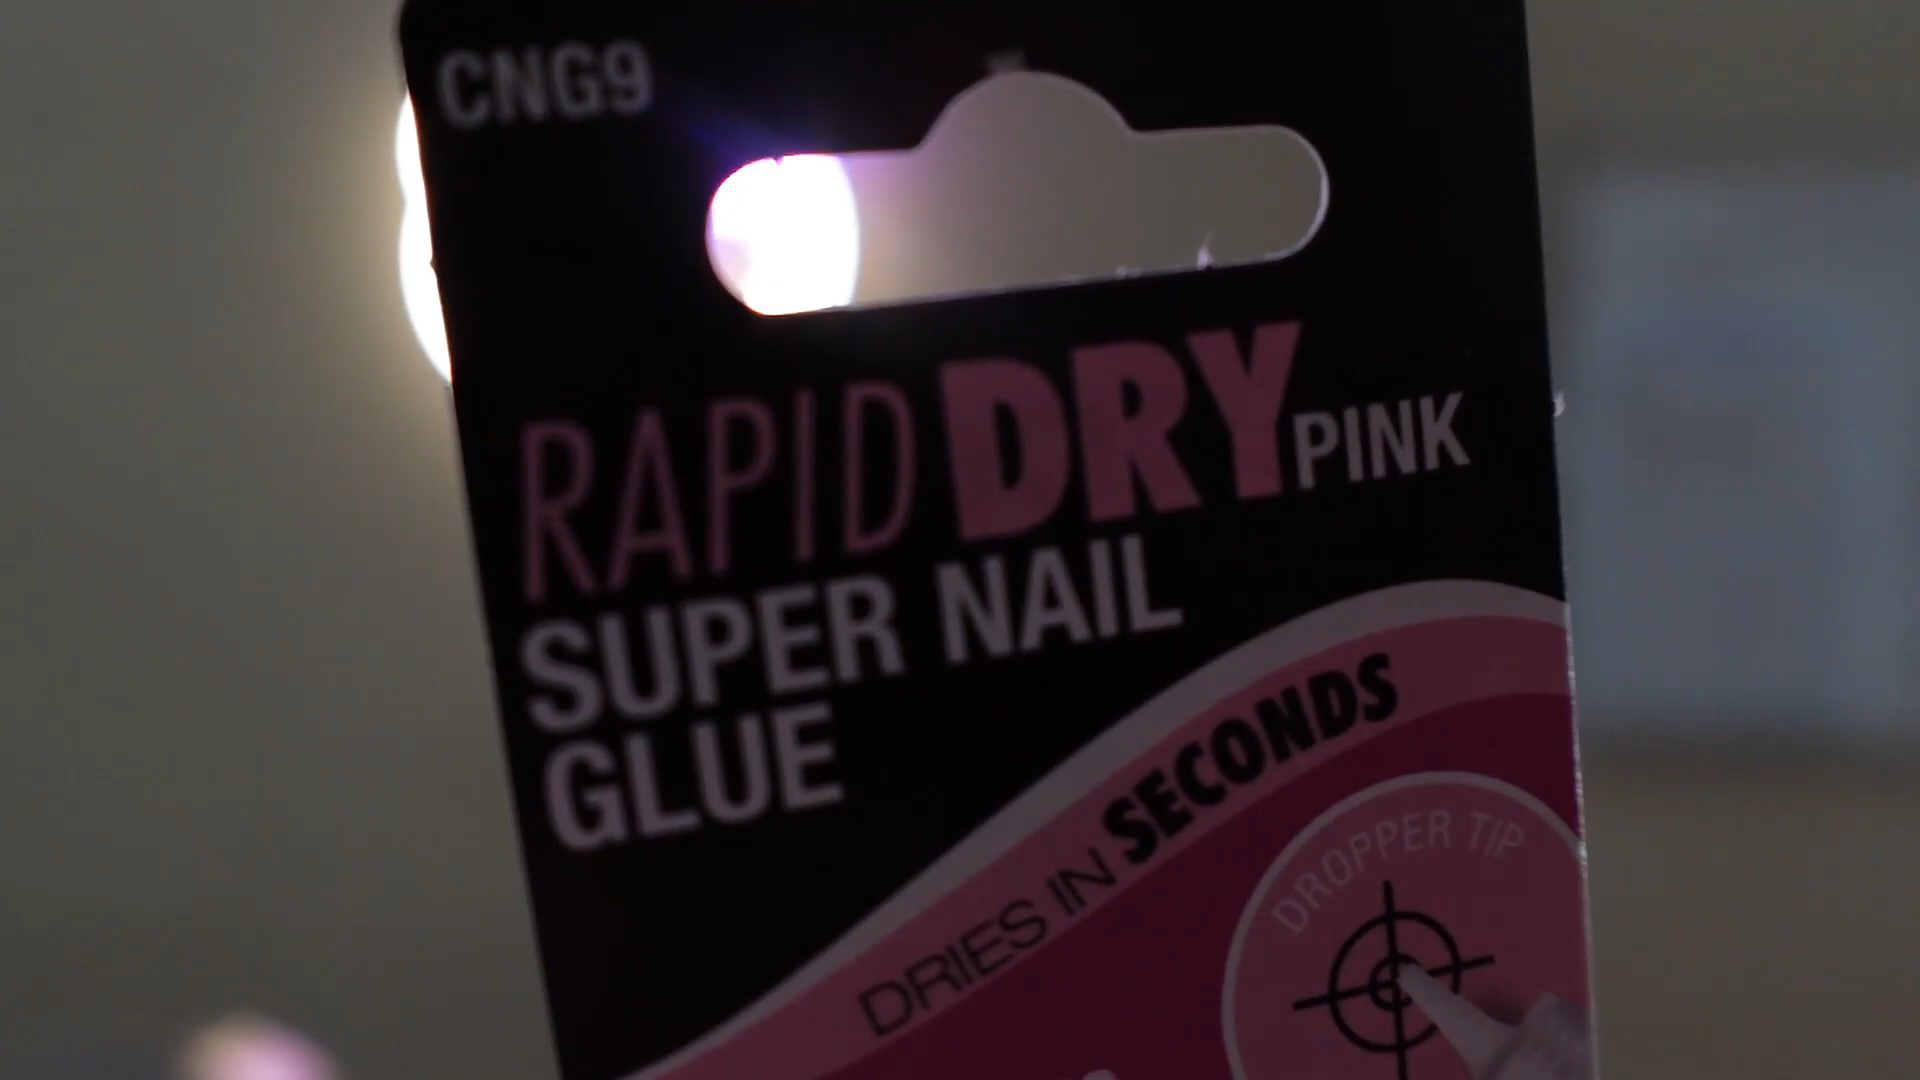 CNG9
RAPID DRY PINK
SUPER NAIL
GLUE
DRIES IN SECONDS
DROPPER TIP